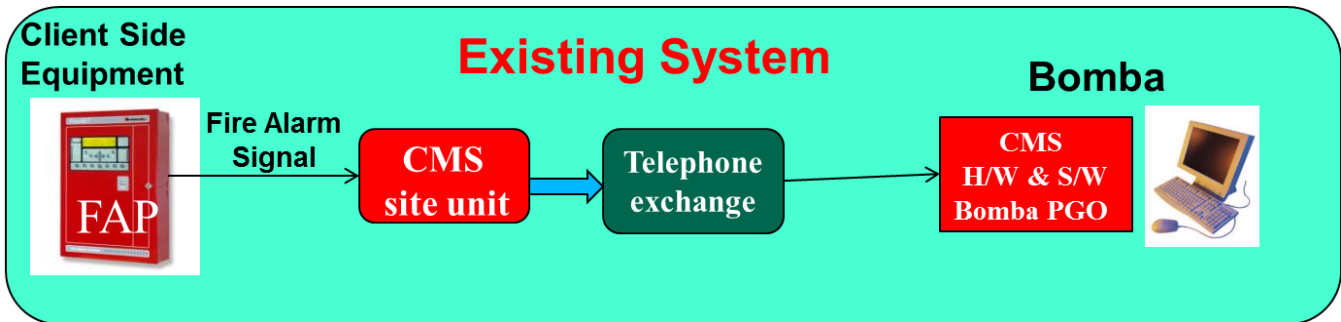 Client Side
Equipment
Existing System
Bomba
FAP
Fire Alarm
Signal
CMS
site unit
Telephone
exchange
CMS
H/W & S/W
Bomba PGO